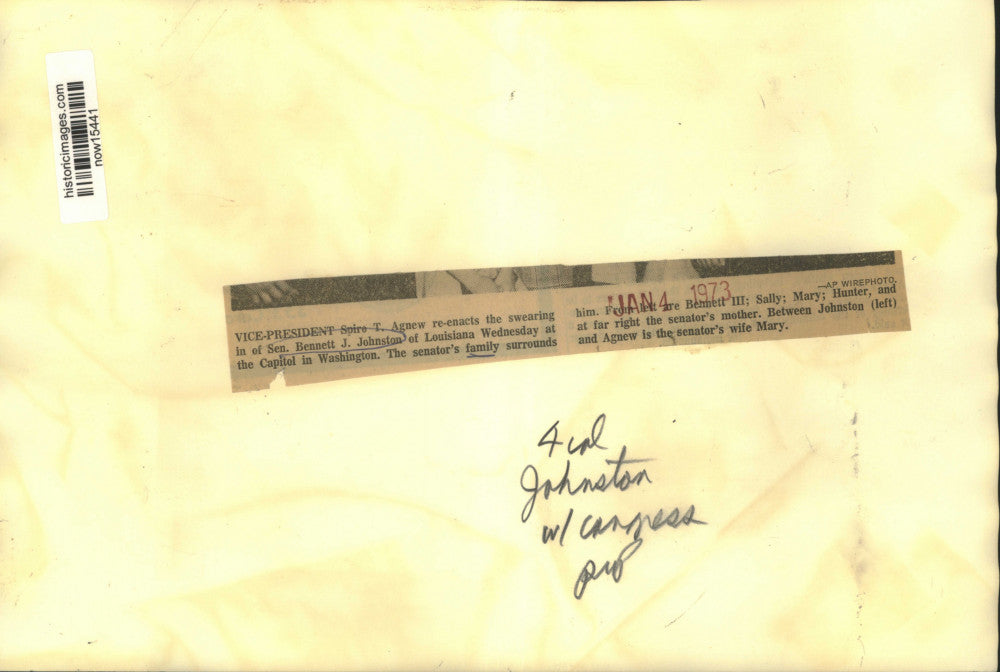 historicimages.com
now15441
VICE-PRESIDENT Spiro T. Agnew re-enacts the swearing
in of Sen. Bennett J. Johnston of Louisiana Wednesday at
the Capitol in Washington. The senator's family surrounds
JAN 4 1973
—AP WIREPHOTO.
him. From left are Bennett III; Sally; Mary; Hunter, and
at far right the senator's mother. Between Johnston (left)
and Agnew is the senator's wife Mary.
4 col
Johnston
w/ congress